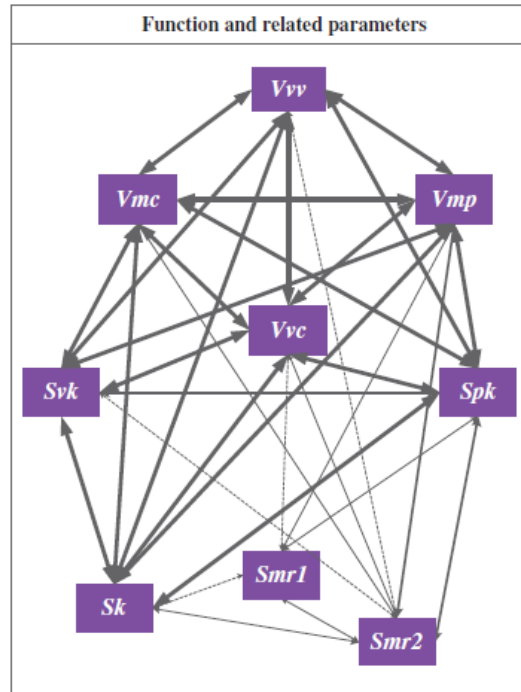 Function and related parameters
Vvv
Vmc
Vmp
Vvc
Svk
Spk
Smr1
Sk
Smr2